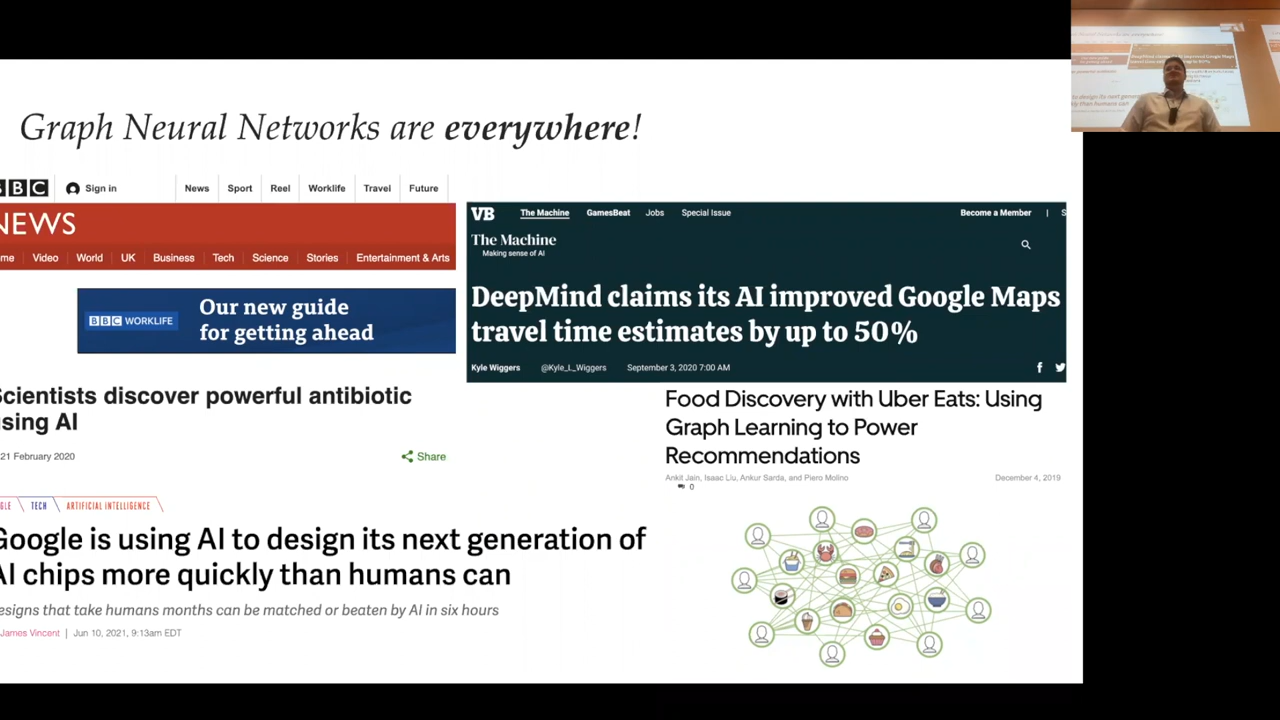 Graph Neural Networks are everywhere!
BBC Sign in News Sport Reel Worklife Travel Future
NEWS
me Video World UK Business Tech Science Stories Entertainment & Arts
BBC WORKLIFE
Our new guide
for getting ahead
Scientists discover powerful antibiotic
using AI
21 February 2020
Share
VB The Machine GamesBeat Jobs Special Issue Become a Member | S
The Machine
Making sense of AI
DeepMind claims its AI improved Google Maps
travel time estimates by up to 50%
Kyle Wiggers @Kyle_L_Wiggers September 3, 2020 7:00 AM
Food Discovery with Uber Eats: Using
Graph Learning to Power
Recommendations
Ankit Jain, Isaac Liu, Ankur Sarda, and Piero Molino December 4, 2019
0
GLE TECH ARTIFICIAL INTELLIGENCE
Google is using AI to design its next generation of
AI chips more quickly than humans can
esigns that take humans months can be matched or beaten by AI in six hours
James Vincent | Jun 10, 2021, 9:13am EDT